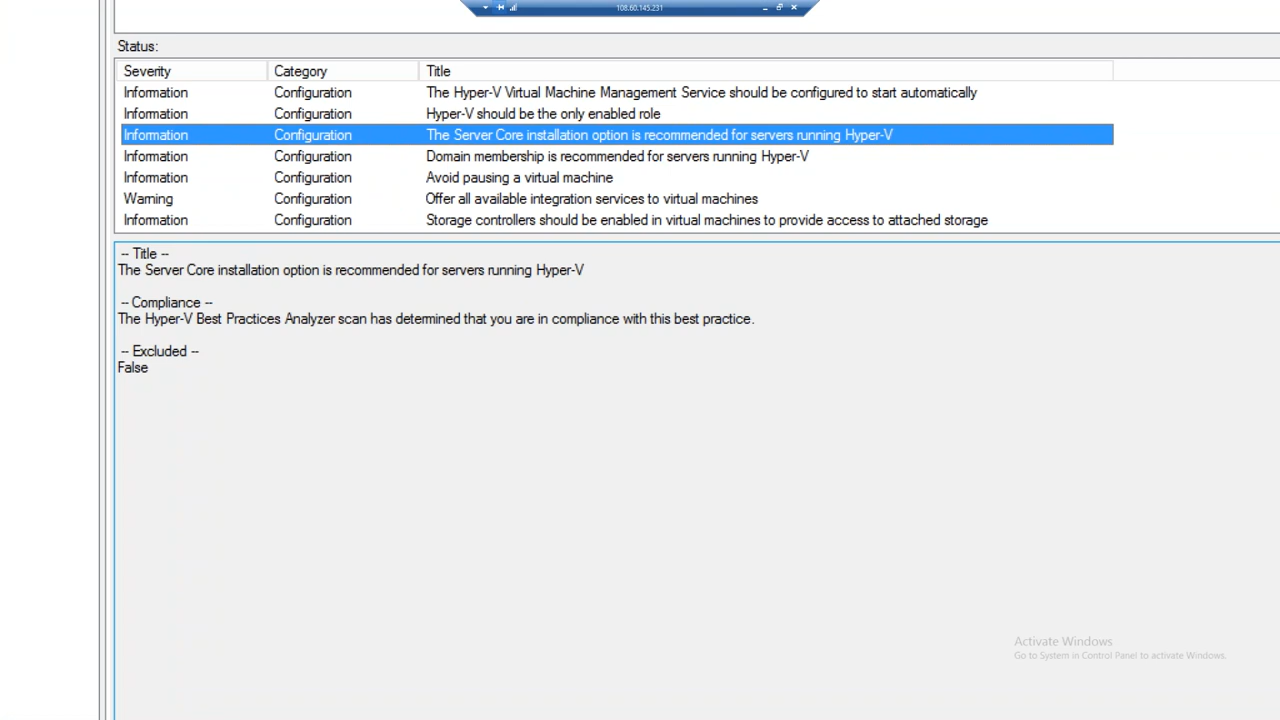 108.60.145.231
Status:
Severity Category Title
Information Configuration The Hyper-V Virtual Machine Management Service should be configured to start automatically
Information Configuration Hyper-V should be the only enabled role
Information Configuration The Server Core installation option is recommended for servers running Hyper-V
Information Configuration Domain membership is recommended for servers running Hyper-V
Information Configuration Avoid pausing a virtual machine
Warning Configuration Offer all available integration services to virtual machines
Information Configuration Storage controllers should be enabled in virtual machines to provide access to attached storage
-- Title --
The Server Core installation option is recommended for servers running Hyper-V
-- Compliance --
The Hyper-V Best Practices Analyzer scan has determined that you are in compliance with this best practice.
-- Excluded --
False
Activate Windows
Go to System in Control Panel to activate Windows.